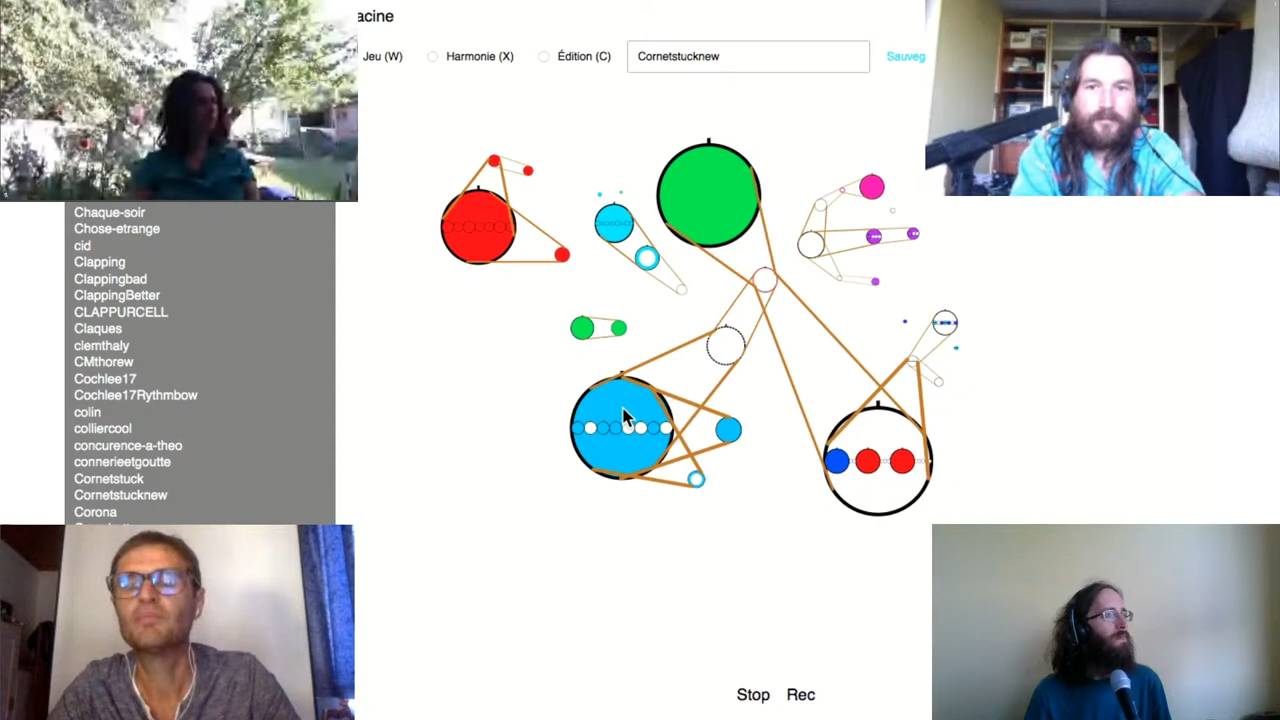 acine
Jeu (W) Harmonie (X) Édition (C) Cornetstucknew Sauveg
Chaque-soir
Chose-etrange
cid
Clapping
Clappingbad
ClappingBetter
CLAPPURCELL
Claques
clemthaly
CMthorew
Cochlee17
Cochlee17Rythmbow
colin
colliercool
concurence-a-theo
connerieetgoutte
Cornetstuck
Cornetstucknew
Corona
Stop Rec